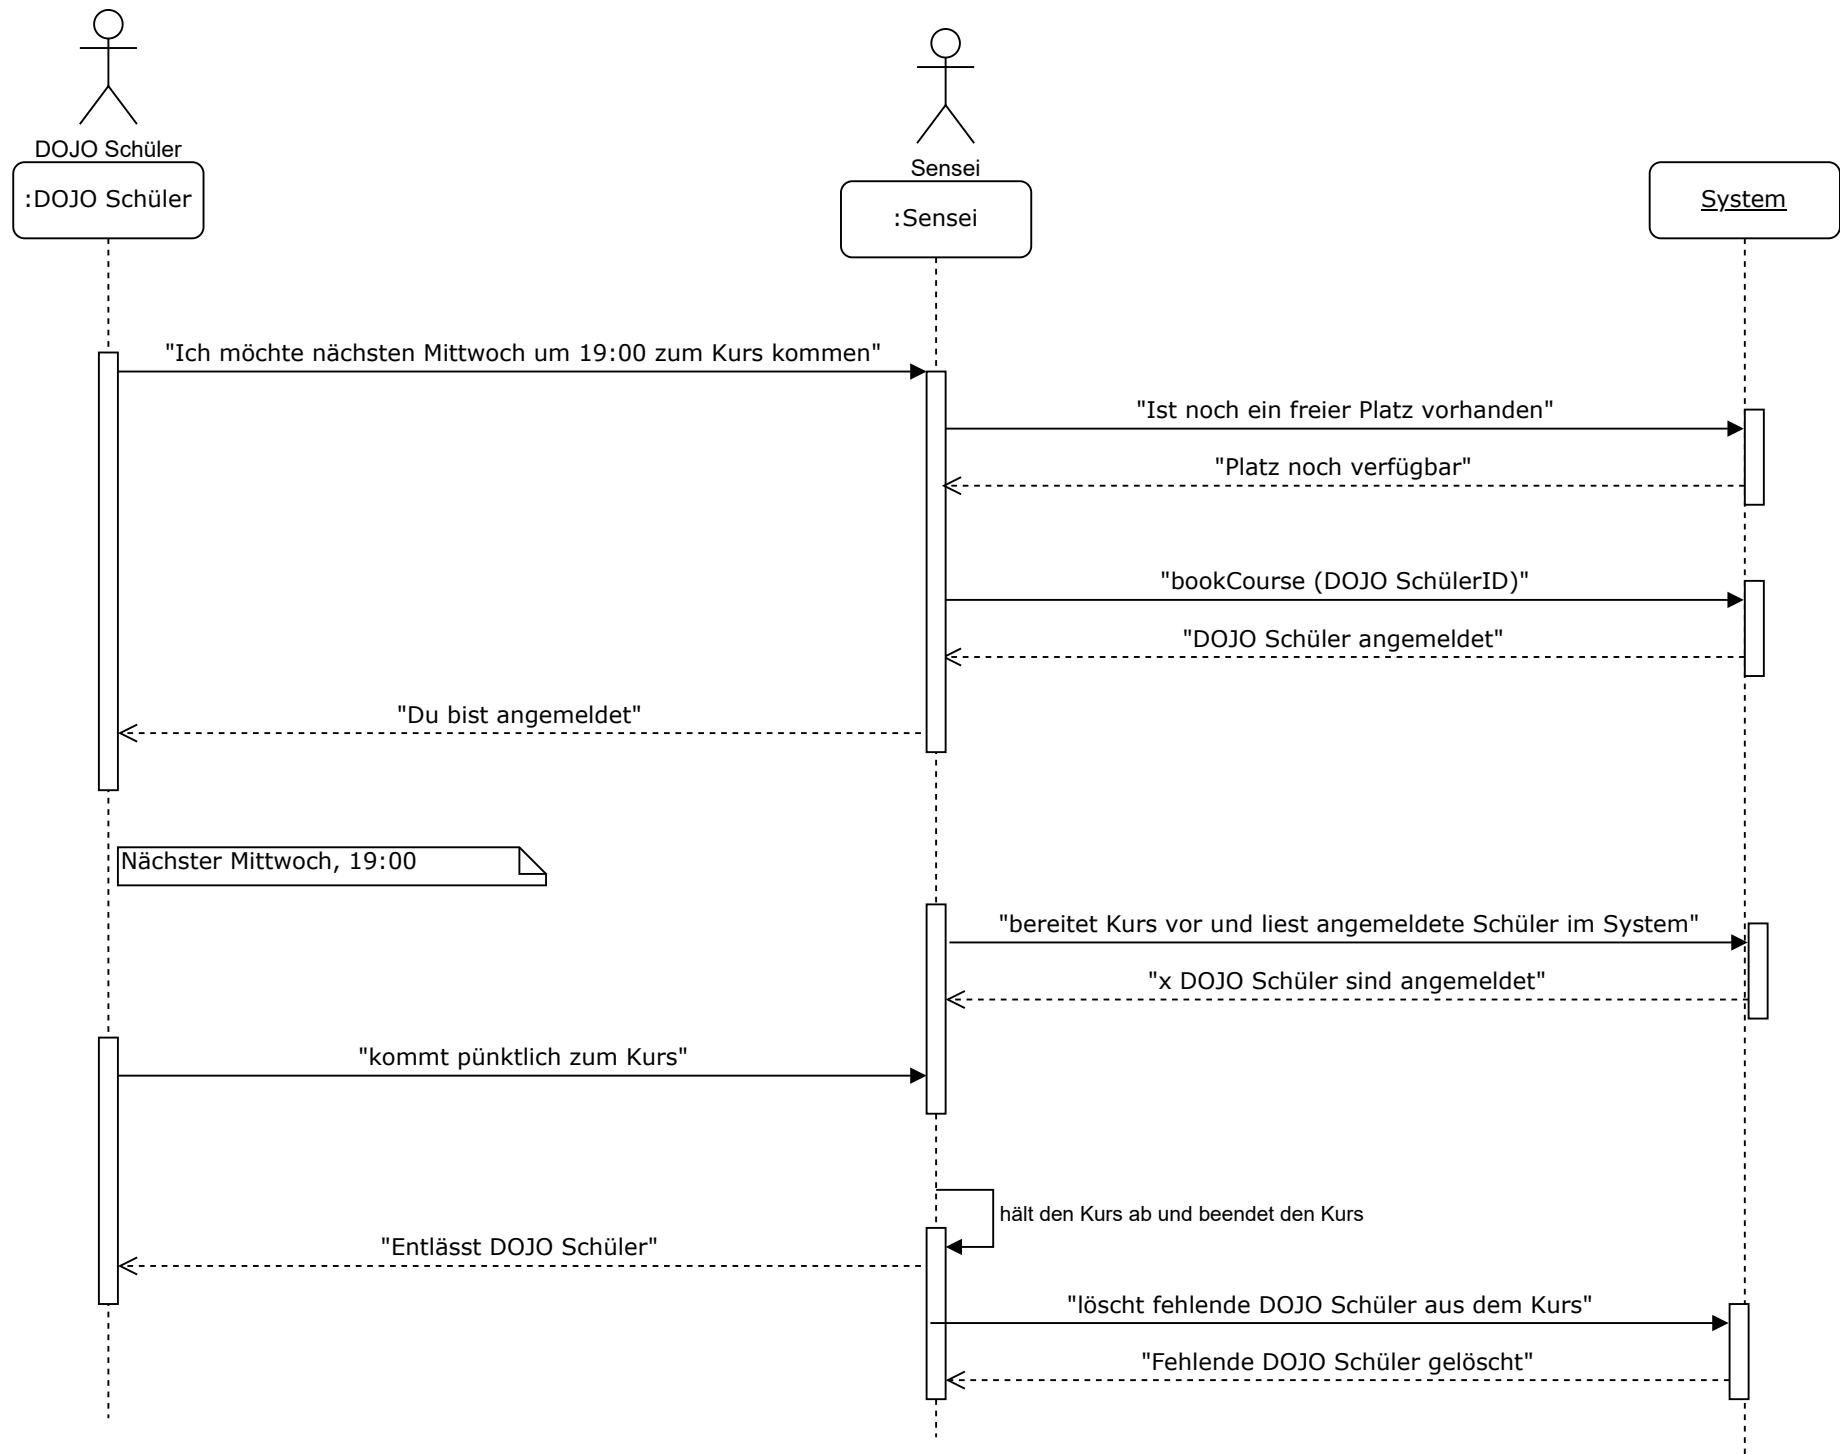 DOJO Schüler
:DOJO Schüler
Sensei
:Sensei
System
"Ich möchte nächsten Mittwoch um 19:00 zum Kurs kommen"
"Ist noch ein freier Platz vorhanden"
"Platz noch verfügbar"
"bookCourse (DOJO SchülerID)"
"DOJO Schüler angemeldet"
"Du bist angemeldet"
Nächster Mittwoch, 19:00
"bereitet Kurs vor und liest angemeldete Schüler im System"
"x DOJO Schüler sind angemeldet"
"kommt pünktlich zum Kurs"
hält den Kurs ab und beendet den Kurs
"Entlässt DOJO Schüler"
"löscht fehlende DOJO Schüler aus dem Kurs"
"Fehlende DOJO Schüler gelöscht"